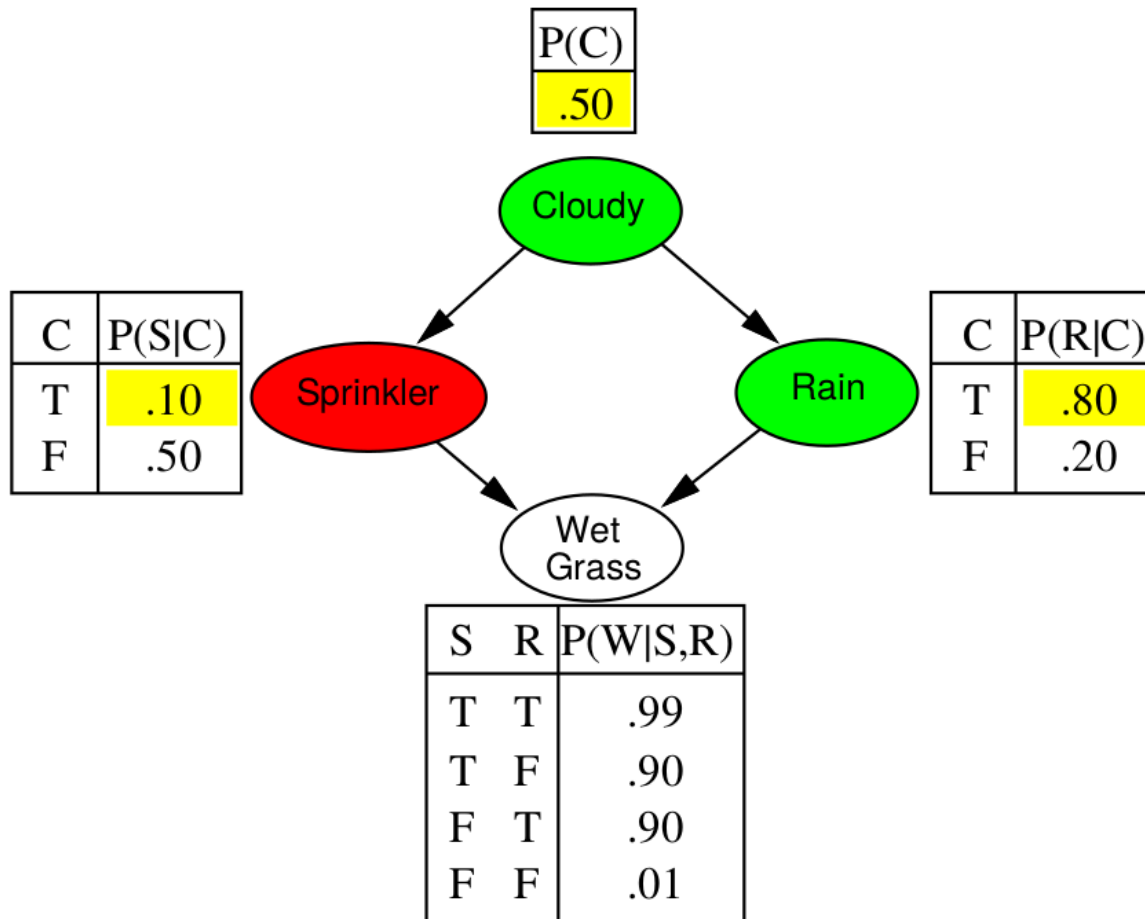 P(C)
.50
Cloudy
C P(S|C)
T .10
F .50
Sprinkler
Rain
C P(R|C)
T .80
F .20
Wet
Grass
S R P(W|S,R)
T T .99
T F .90
F T .90
F F .01